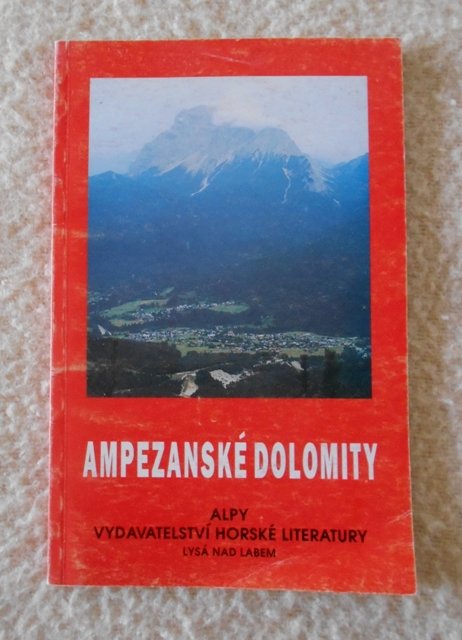 AMPEZANSKÉ DOLOMITY
ALPY
VYDAVATELSTVÍ HORSKÉ LITERATURY
LYSÁ NAD LABEM